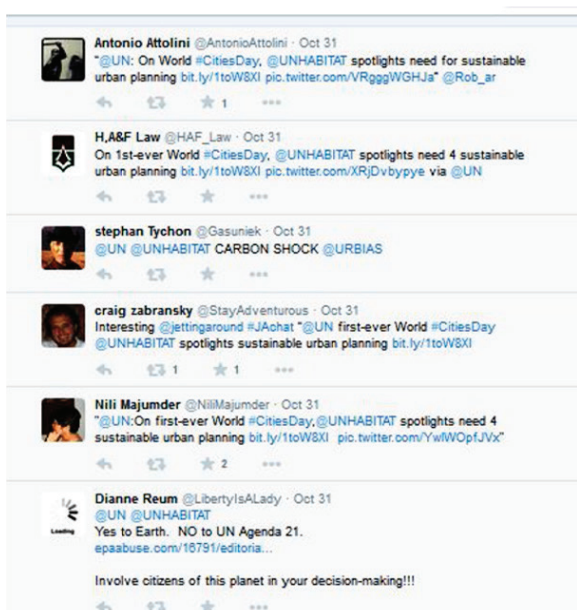 Antonio Attolini @AntonioAttolini · Oct 31
"@UN: On World #CitiesDay, @UNHABITAT spotlights need for sustainable
urban planning bit.ly/1toW8XI pic.twitter.com/VRgggWGHJa" @Rob_ar
1
H,A&F Law @HAF_Law · Oct 31
On 1st-ever World #CitiesDay, @UNHABITAT spotlights need 4 sustainable
urban planning bit.ly/1toW8XI pic.twitter.com/XRjDvbypye via @UN
stephan Tychon @Gasuniek · Oct 31
@UN @UNHABITAT CARBON SHOCK @URBIAS
craig zabransky @StayAdventurous · Oct 31
Interesting @jettingaround #JAchat "@UN first-ever World #CitiesDay
@UNHABITAT spotlights sustainable urban planning bit.ly/1toW8XI
1 1
Nili Majumder @NiliMajumder · Oct 31
"@UN:On first-ever World #CitiesDay,@UNHABITAT spotlights need 4
sustainable urban planning bit.ly/1toW8XI pic.twitter.com/YwlWOpfJVx"
2
Dianne Reum @LibertyIsALady · Oct 31
@UN @UNHABITAT
Yes to Earth. NO to UN Agenda 21.
epaabuse.com/16791/editoria...
Loading
Involve citizens of this planet in your decision-making!!!